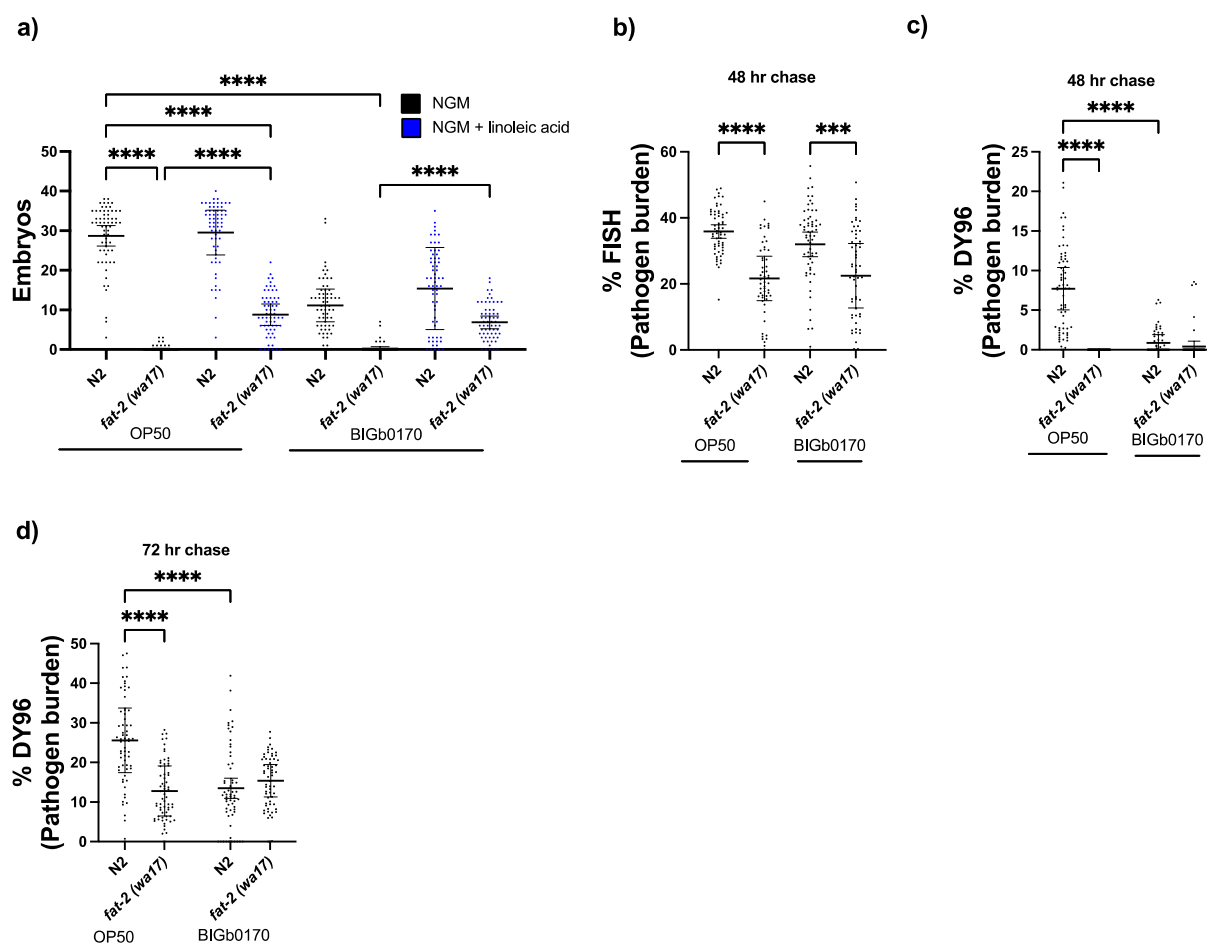 a)
****
****
**** ****
****
NGM
NGM + linoleic acid
Embryos
50
40
30
20
10
0
N2
fat-2 (wa17)
N2
fat-2 (wa17)
N2
fat-2 (wa17)
N2
fat-2 (wa17)
OP50
BIGb0170
b)
48 hr chase
**** ***
% FISH
(Pathogen burden)
60
40
20
0
N2
fat-2 (wa17)
N2
fat-2 (wa17)
OP50
BIGb0170
c)
48 hr chase
****
****
% DY96
(Pathogen burden)
25
20
15
10
5
0
N2
fat-2 (wa17)
N2
fat-2 (wa17)
OP50
BIGb0170
d)
72 hr chase
****
****
% DY96
(Pathogen burden)
50
40
30
20
10
0
N2
fat-2 (wa17)
N2
fat-2 (wa17)
OP50
BIGb0170